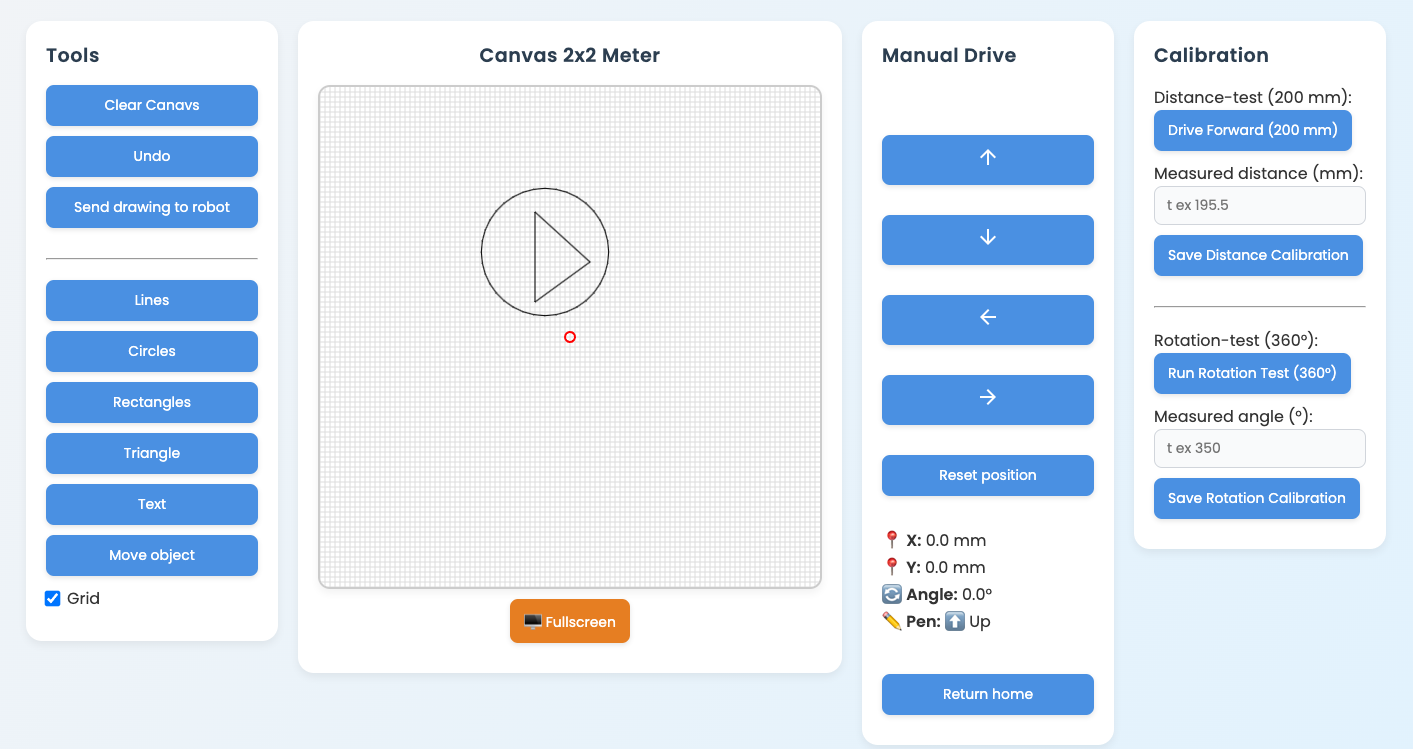 Tools
Clear Canavs
Undo
Send drawing to robot
Lines
Circles
Rectangles
Triangle
Text
Move object
Grid
Canvas 2x2 Meter
Fullscreen
Manual Drive
↑
↓
←
→
Reset position
X: 0.0 mm
Y: 0.0 mm
Angle: 0.0°
Pen: ⬆️ Up
Return home
Calibration
Distance-test (200 mm):
Drive Forward (200 mm)
Measured distance (mm):
t ex 195.5
Save Distance Calibration
Rotation-test (360°):
Run Rotation Test (360°)
Measured angle (°):
t ex 350
Save Rotation Calibration